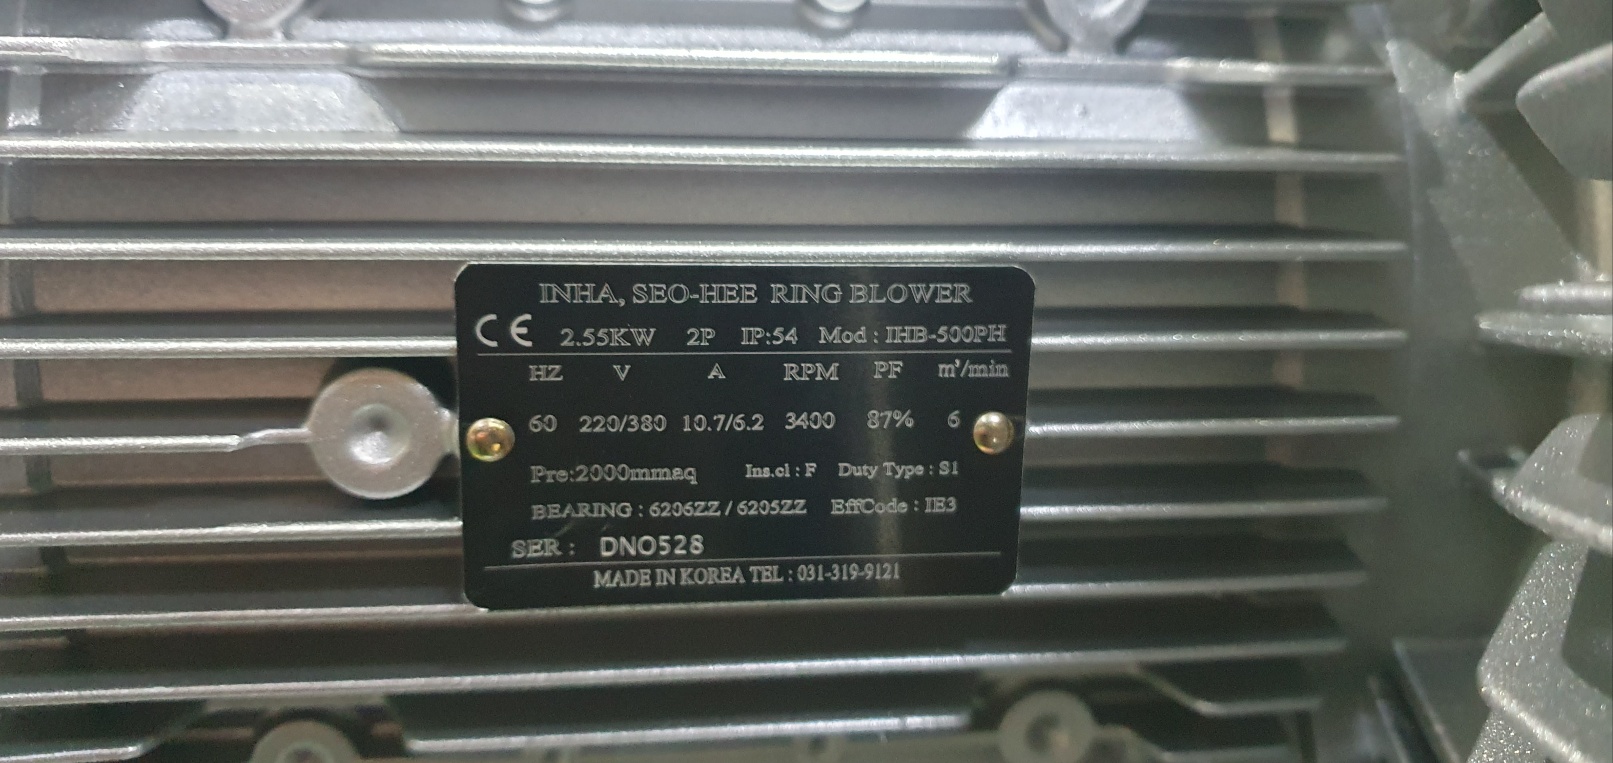 INHA, SEO-HEE RING BLOWER
CE 2.55KW 2P IP:54 Mod : IHB-500PH
HZ V A RPM PF m³/min
60 220/380 10.7/6.2 3400 87% 6
Pre:2000mmaq Ins.cl : F Duty Type : S1
BEARING : 6206ZZ / 6205ZZ EffCode : IE3
SER : DNO528
MADE IN KOREA TEL : 031-319-9121